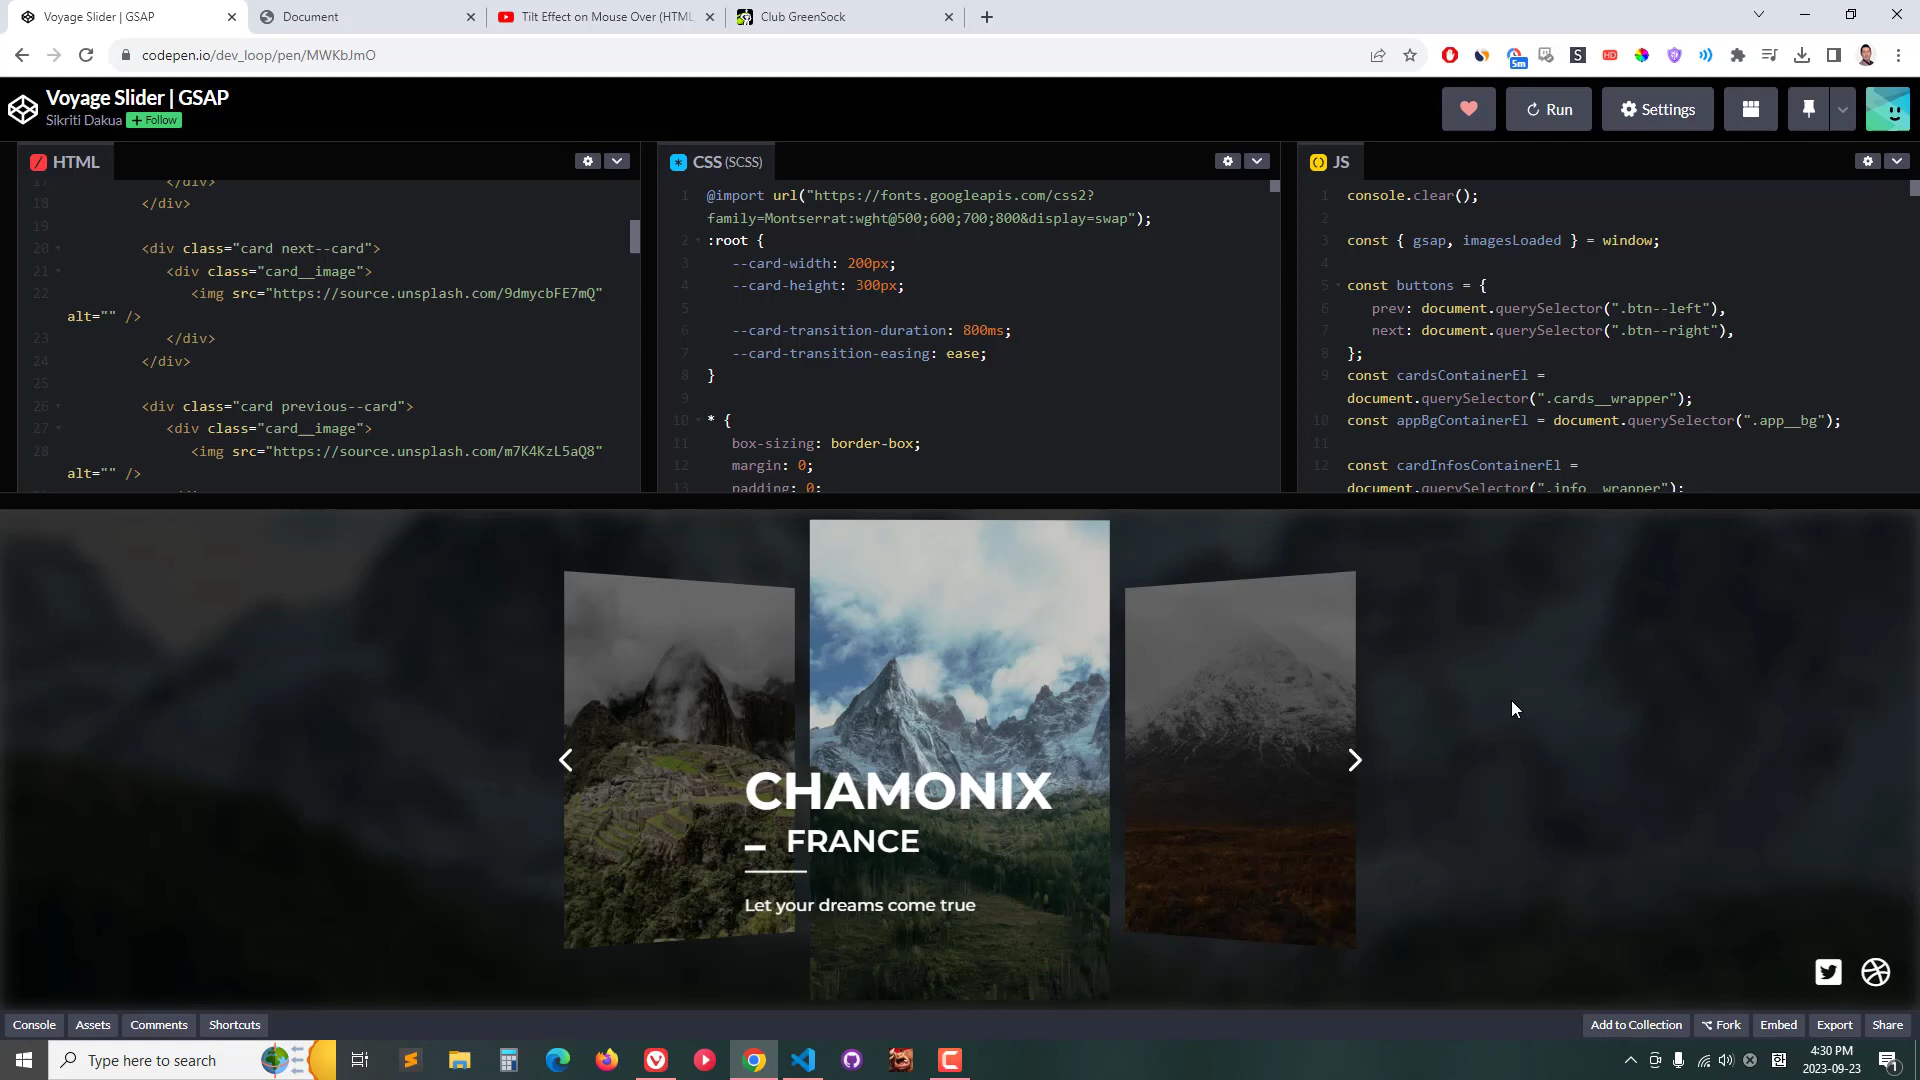 Voyage Slider | GSAP
Document
Tilt Effect on Mouse Over (HTML,
Club GreenSock
codepen.io/dev_loop/pen/MWKbJmO
5m
S
HD
Voyage Slider | GSAP
Sikriti Dakua
+ Follow
Run
Settings
HTML
17 </div>
18 </div>
19
20 <div class="card next--card">
21 <div class="card__image">
22 <img src="https://source.unsplash.com/9dmycbFE7mQ"
alt="" />
23 </div>
24 </div>
25
26 <div class="card previous--card">
27 <div class="card__image">
28 <img src="https://source.unsplash.com/m7K4KzL5aQ8"
alt="" />
CSS (SCSS)
1 @import url("https://fonts.googleapis.com/css2?
family=Montserrat:wght@500;600;700;800&display=swap");
2 :root {
3 --card-width: 200px;
4 --card-height: 300px;
5
6 --card-transition-duration: 800ms;
7 --card-transition-easing: ease;
8 }
9
10 * {
11 box-sizing: border-box;
12 margin: 0;
13 padding: 0;
JS
1 console.clear();
2
3 const { gsap, imagesLoaded } = window;
4
5 const buttons = {
6 prev: document.querySelector(".btn--left"),
7 next: document.querySelector(".btn--right"),
8 };
9 const cardsContainerEl =
document.querySelector(".cards__wrapper");
10 const appBgContainerEl = document.querySelector(".app__bg");
11
12 const cardInfosContainerEl =
document.querySelector(".info__wrapper");
CHAMONIX
FRANCE
Let your dreams come true
Console
Assets
Comments
Shortcuts
Add to Collection
Fork
Embed
Export
Share
Type here to search
4:30 PM
2023-09-23
1